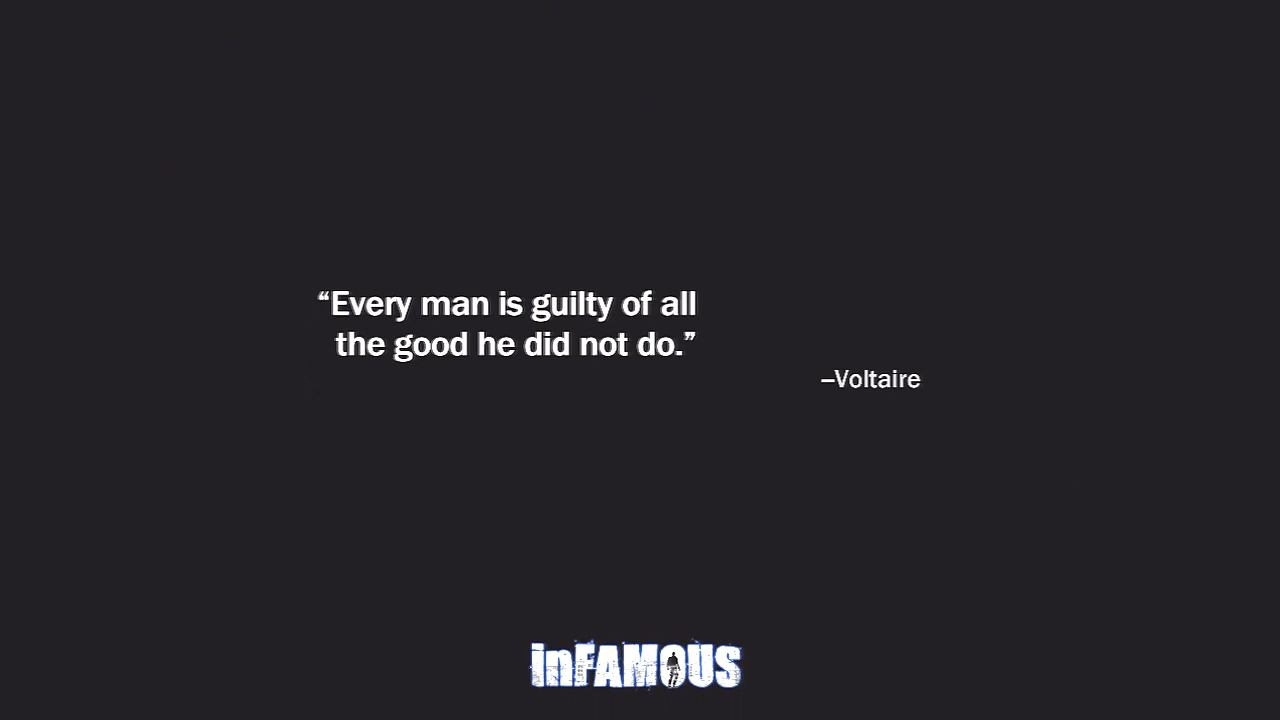 “Every man is guilty of all
the good he did not do.”
–Voltaire
inFAMOUS